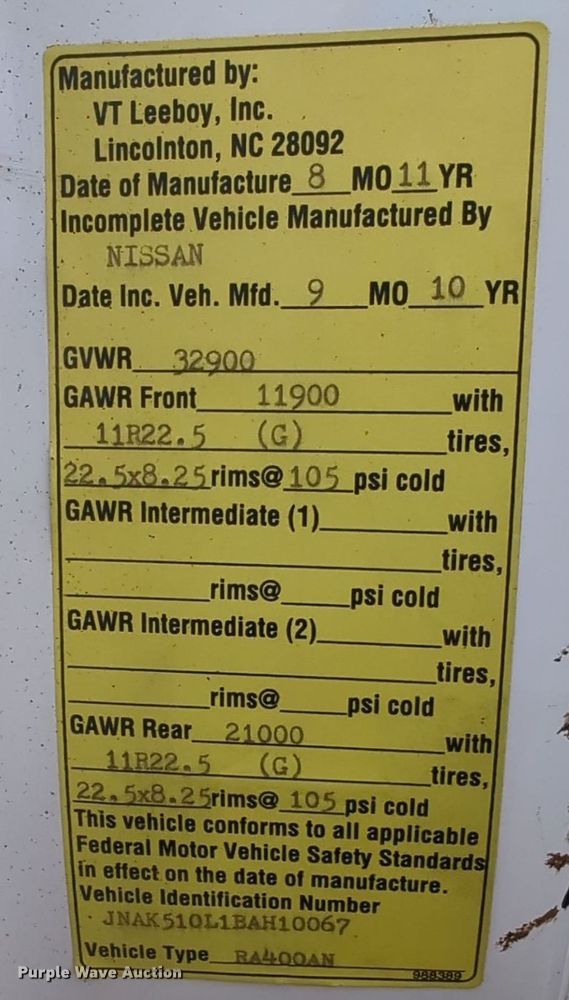 Manufactured by:
VT Leeboy, Inc.
Lincolnton, NC 28092
Date of Manufacture 8 MO 11 YR
Incomplete Vehicle Manufactured By
NISSAN
Date Inc. Veh. Mfd. 9 MO 10 YR
GVWR 32900
GAWR Front 11900 with
11R22.5 (G) tires,
22.5x8.25 rims@ 105 psi cold
GAWR Intermediate (1) with
tires,
rims@ psi cold
GAWR Intermediate (2) with
tires,
rims@ psi cold
GAWR Rear 21000 with
11R22.5 (G) tires,
22.5x8.25 rims@ 105 psi cold
This vehicle conforms to all applicable
Federal Motor Vehicle Safety Standards
in effect on the date of manufacture.
Vehicle Identification Number
JNAK510L1BAH10067
Vehicle Type RA400AN
988389
Purple Wave Auction